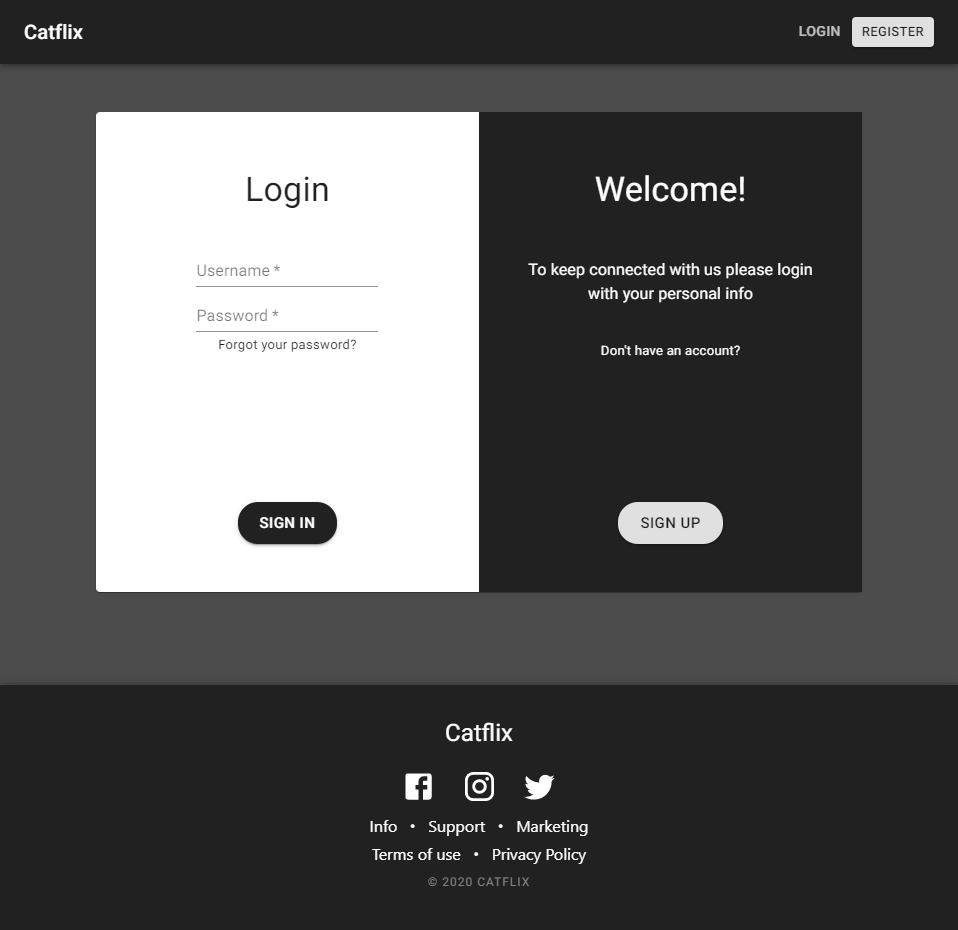 Catflix
LOGIN
REGISTER
Login
Username *
Password *
Forgot your password?
SIGN IN
Welcome!
To keep connected with us please login
with your personal info
Don't have an account?
SIGN UP
Catflix
Info • Support • Marketing
Terms of use • Privacy Policy
© 2020 CATFLIX